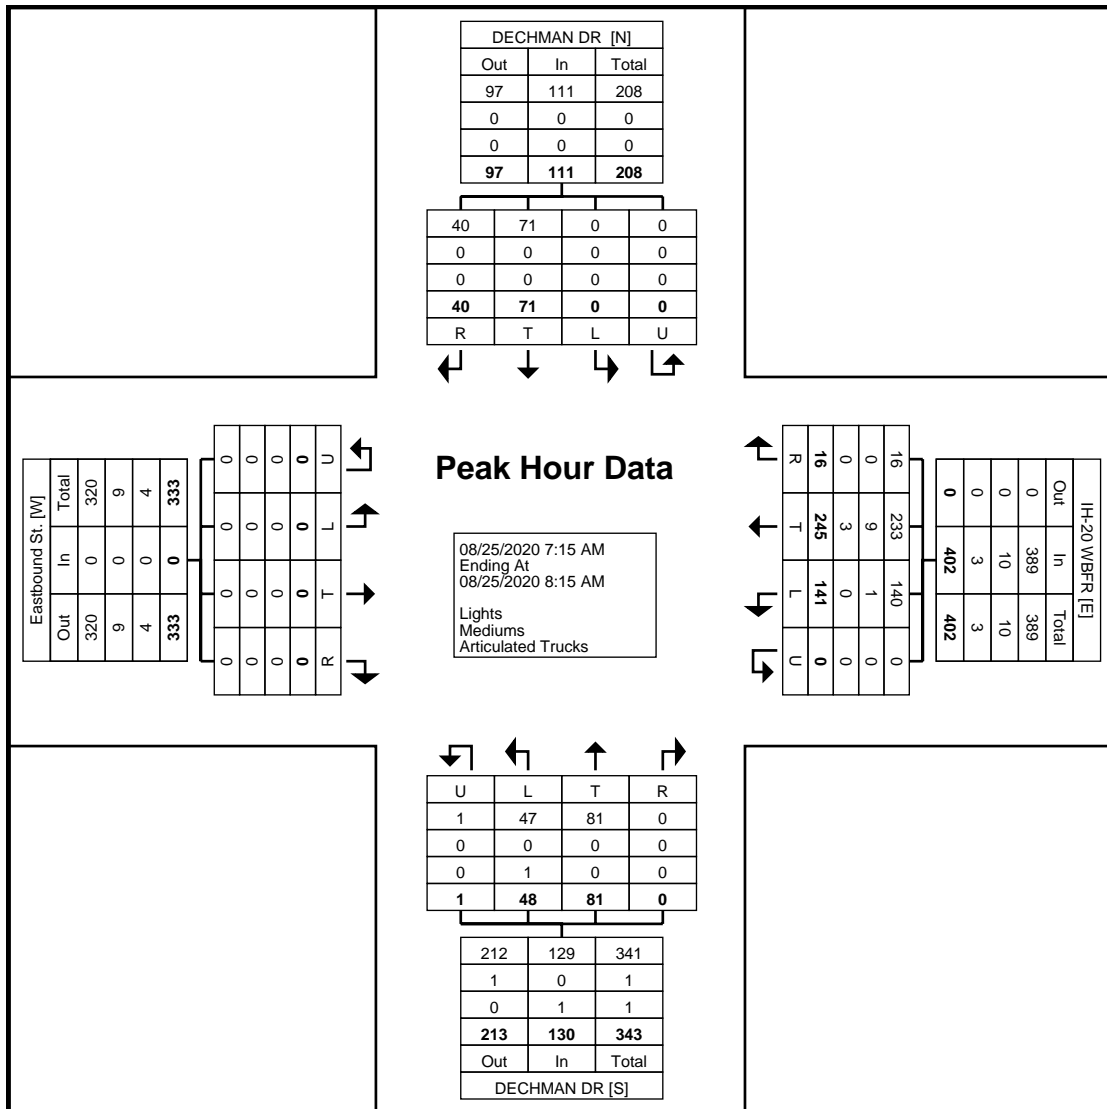 DECHMAN DR [N]
Out In Total
97 111 208
0 0 0
0 0 0
97 111 208
40 71 0 0
0 0 0 0
0 0 0 0
40 71 0 0
R T L U
Eastbound St. [W]
Total In Out
320 0 320
9 0 9
4 0 4
333 0 333
0 0 0 0
0 0 0 0
0 0 0 0
0 0 0 0
U L T R
Peak Hour Data
08/25/2020 7:15 AM
Ending At
08/25/2020 8:15 AM
Lights
Mediums
Articulated Trucks
IH-20 WBFR [E]
Out In Total
0 389 389
0 10 10
0 3 3
0 402 402
16 233 140 0
0 9 1 0
0 3 0 0
16 245 141 0
R T L U
U L T R
1 47 81 0
0 0 0 0
0 1 0 0
1 48 81 0
212 129 341
1 0 1
0 1 1
213 130 343
Out In Total
DECHMAN DR [S]